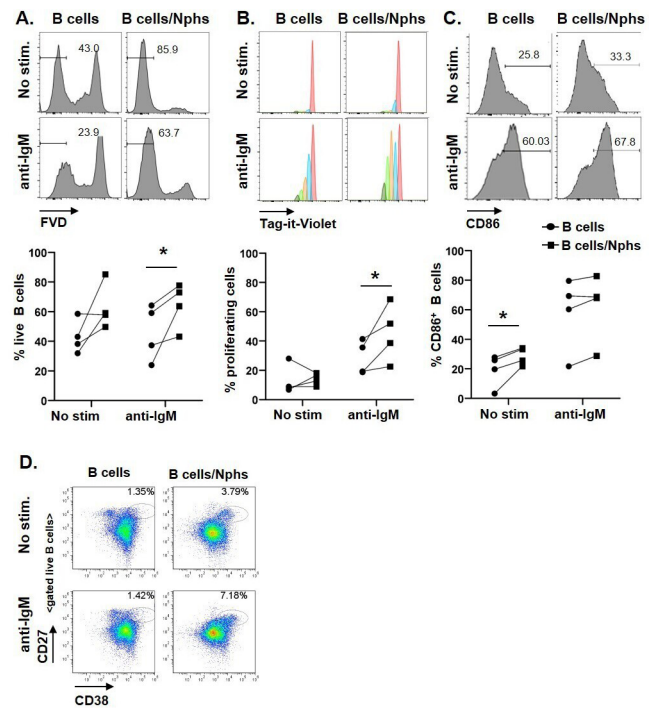 A.
B cells B cells/Nphs
No stim.
43.0
85.9
anti-IgM
23.9
63.7
FVD
B.
B cells B cells/Nphs
No stim.
anti-IgM
Tag-it-Violet
C.
B cells B cells/Nphs
No stim.
25.8
33.3
anti-IgM
60.03
67.8
CD86
B cells
B cells/Nphs
% live B cells
100
80
60
40
20
0
*
No stim anti-IgM
% proliferating cells
100
80
60
40
20
0
*
No stim anti-IgM
% CD86+ B cells
100
80
60
40
20
0
*
No stim anti-IgM
D.
B cells B cells/Nphs
No stim.
1.35%
3.79%
anti-IgM
1.42%
7.18%
<gated live B cells>
CD27
CD38